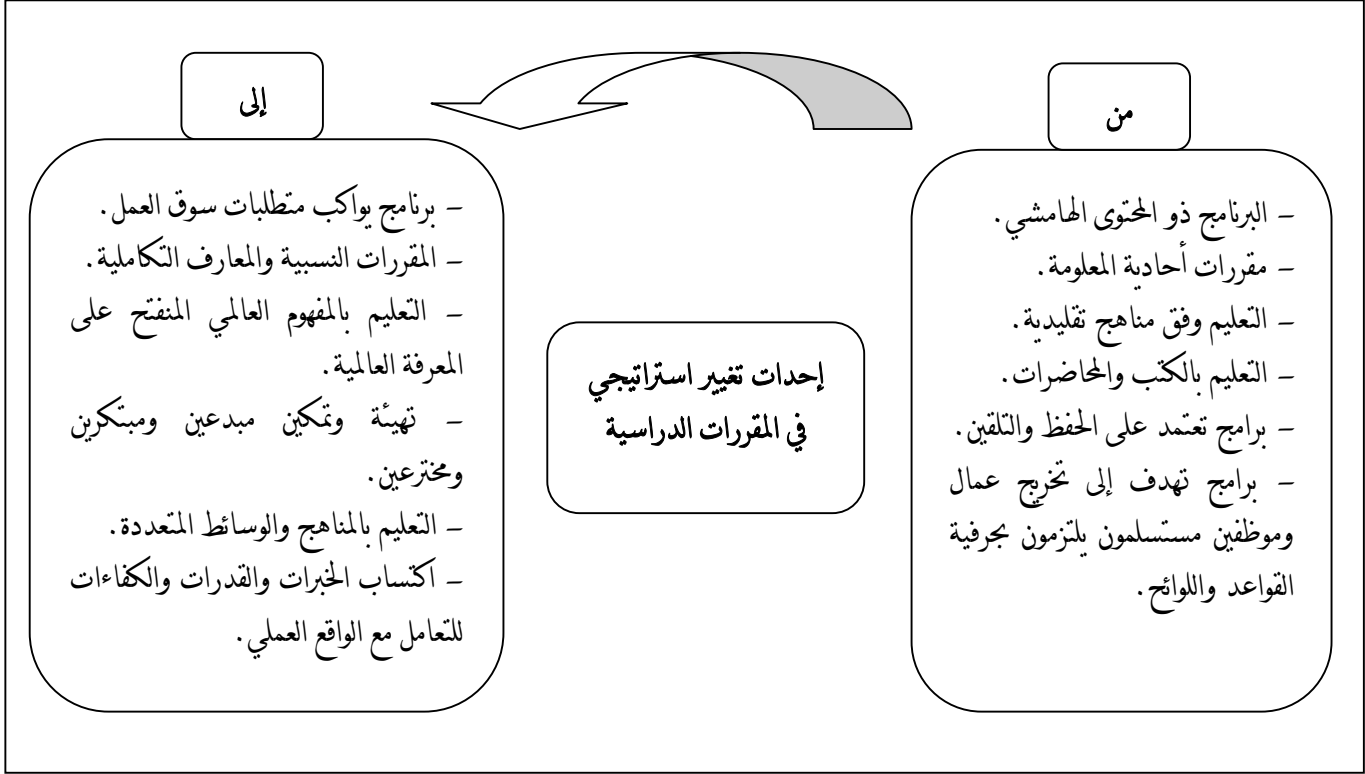 من
– البرنامج ذو المحتوى الهامشي.
– مقررات أحادية المعلومة.
– التعليم وفق مناهج تقليدية.
– التعليم بالكتب والمحاضرات.
– برامج تعتمد على الحفظ والتلقين.
– برامج تهدف إلى تخريج عمال
وموظفين مستسلمون يلتزمون بحرفية
القواعد واللوائح.
إحدات تغيير استراتيجي
في المقررات الدراسية
إلى
– برنامج يواكب متطلبات سوق العمل.
– المقررات النسبية والمعارف التكاملية.
– التعليم بالمفهوم العالمي المنفتح على
المعرفة العالمية.
– تهيئة وتمكين مبدعين ومبتكرين
ومخترعين.
– التعليم بالمناهج والوسائط المتعددة.
– اكتساب الخبرات والقدرات والكفاءات
للتعامل مع الواقع العملي.